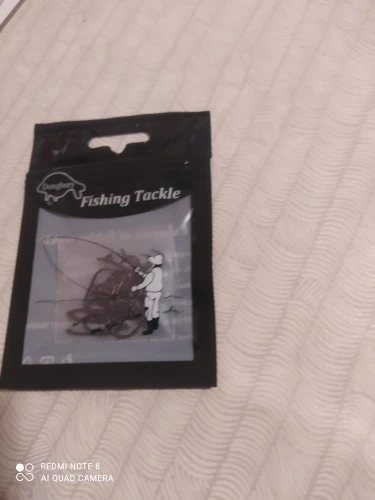 Fishing Tackle
REDMI NOTE 8
AI QUAD CAMERA